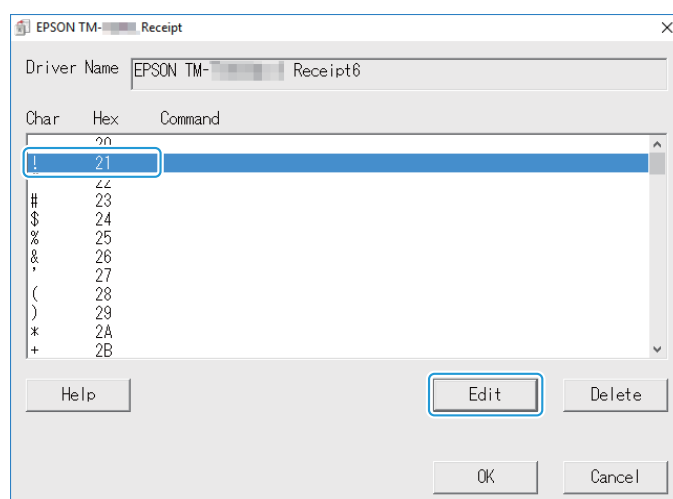 EPSON TM- Receipt
Driver Name EPSON TM- Receipt6
Char Hex Command
20
! 21
" 22
# 23
$ 24
% 25
& 26
' 27
( 28
) 29
* 2A
+ 2B
Help Edit Delete
OK Cancel